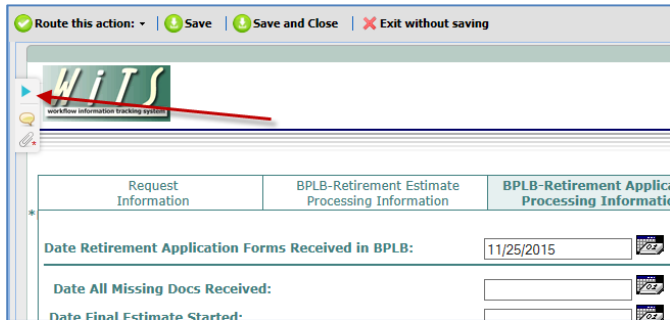 Route this action: | Save | Save and Close | Exit without saving
WiTS
workflow information tracking system
Request Information
BPLB-Retirement Estimate Processing Information
BPLB-Retirement Applica
Processing Informatio
*
Date Retirement Application Forms Received in BPLB: 11/25/2015
Date All Missing Docs Received:
Date Final Estimate Started: